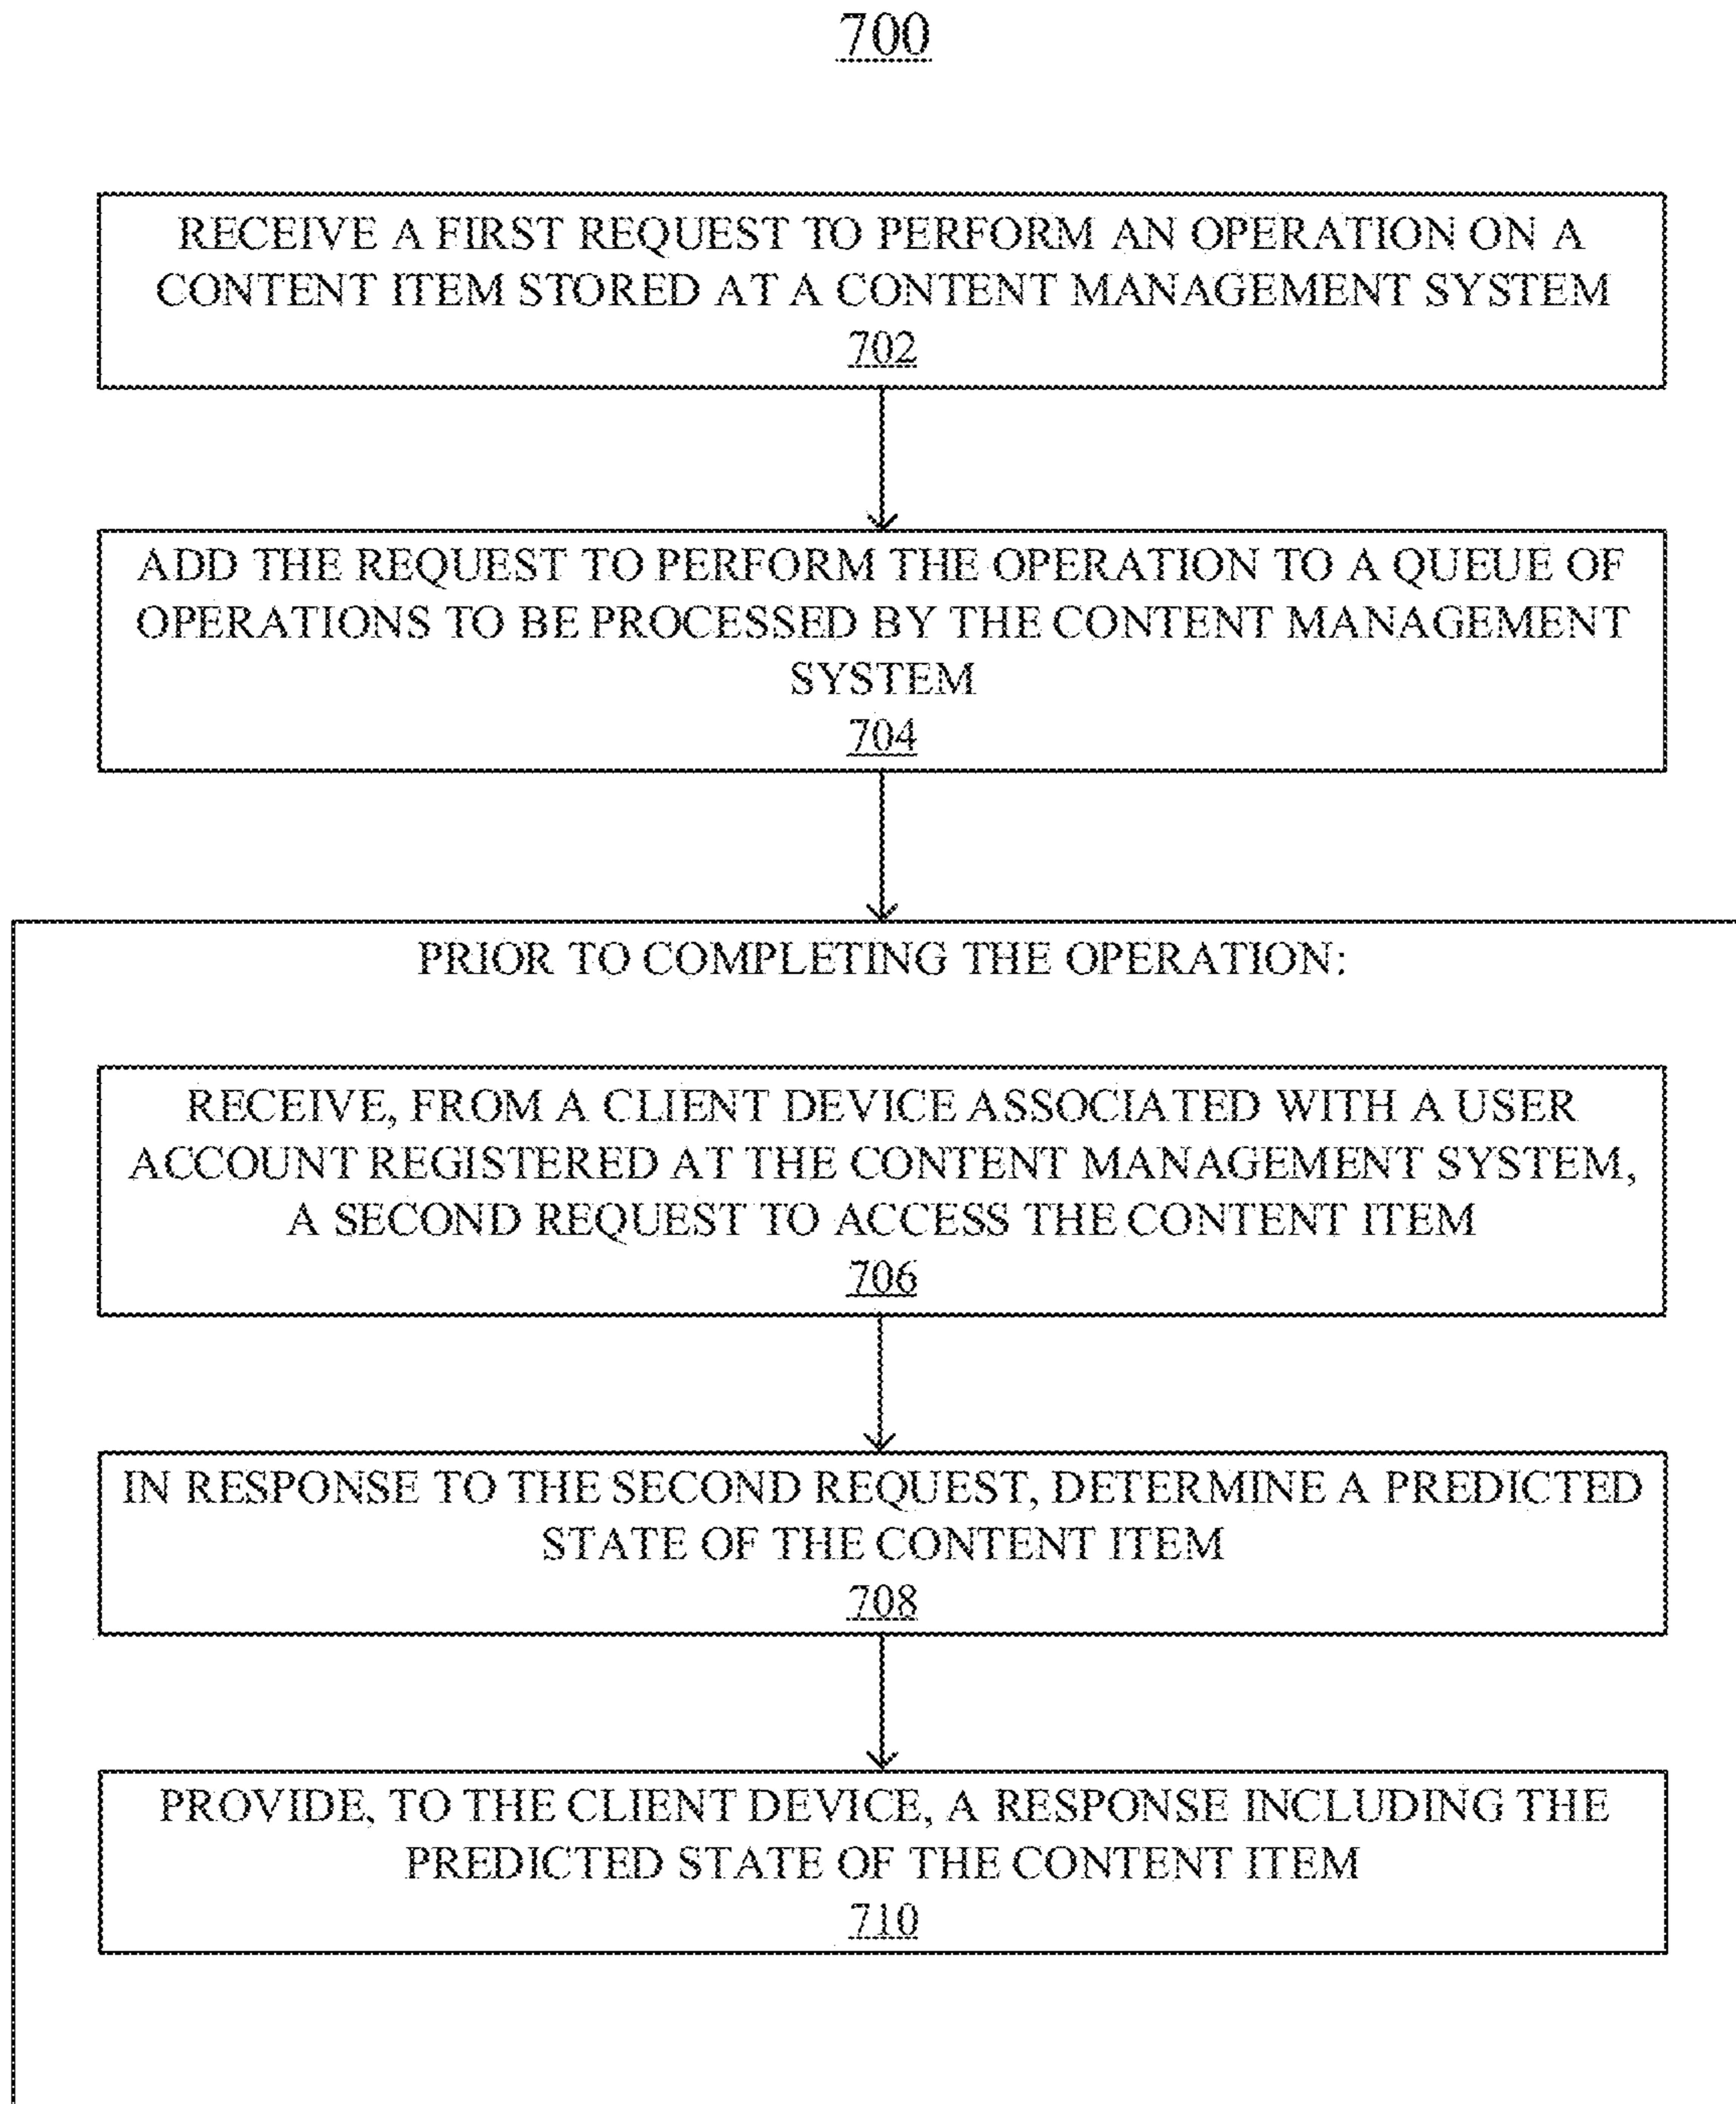 700
RECEIVE A FIRST REQUEST TO PERFORM AN OPERATION ON A
CONTENT ITEM STORED AT A CONTENT MANAGEMENT SYSTEM
702
ADD THE REQUEST TO PERFORM THE OPERATION TO A QUEUE OF
OPERATIONS TO BE PROCESSED BY THE CONTENT MANAGEMENT
SYSTEM
704
PRIOR TO COMPLETING THE OPERATION:
RECEIVE, FROM A CLIENT DEVICE ASSOCIATED WITH A USER
ACCOUNT REGISTERED AT THE CONTENT MANAGEMENT SYSTEM,
A SECOND REQUEST TO ACCESS THE CONTENT ITEM
706
IN RESPONSE TO THE SECOND REQUEST, DETERMINE A PREDICTED
STATE OF THE CONTENT ITEM
708
PROVIDE, TO THE CLIENT DEVICE, A RESPONSE INCLUDING THE
PREDICTED STATE OF THE CONTENT ITEM
710